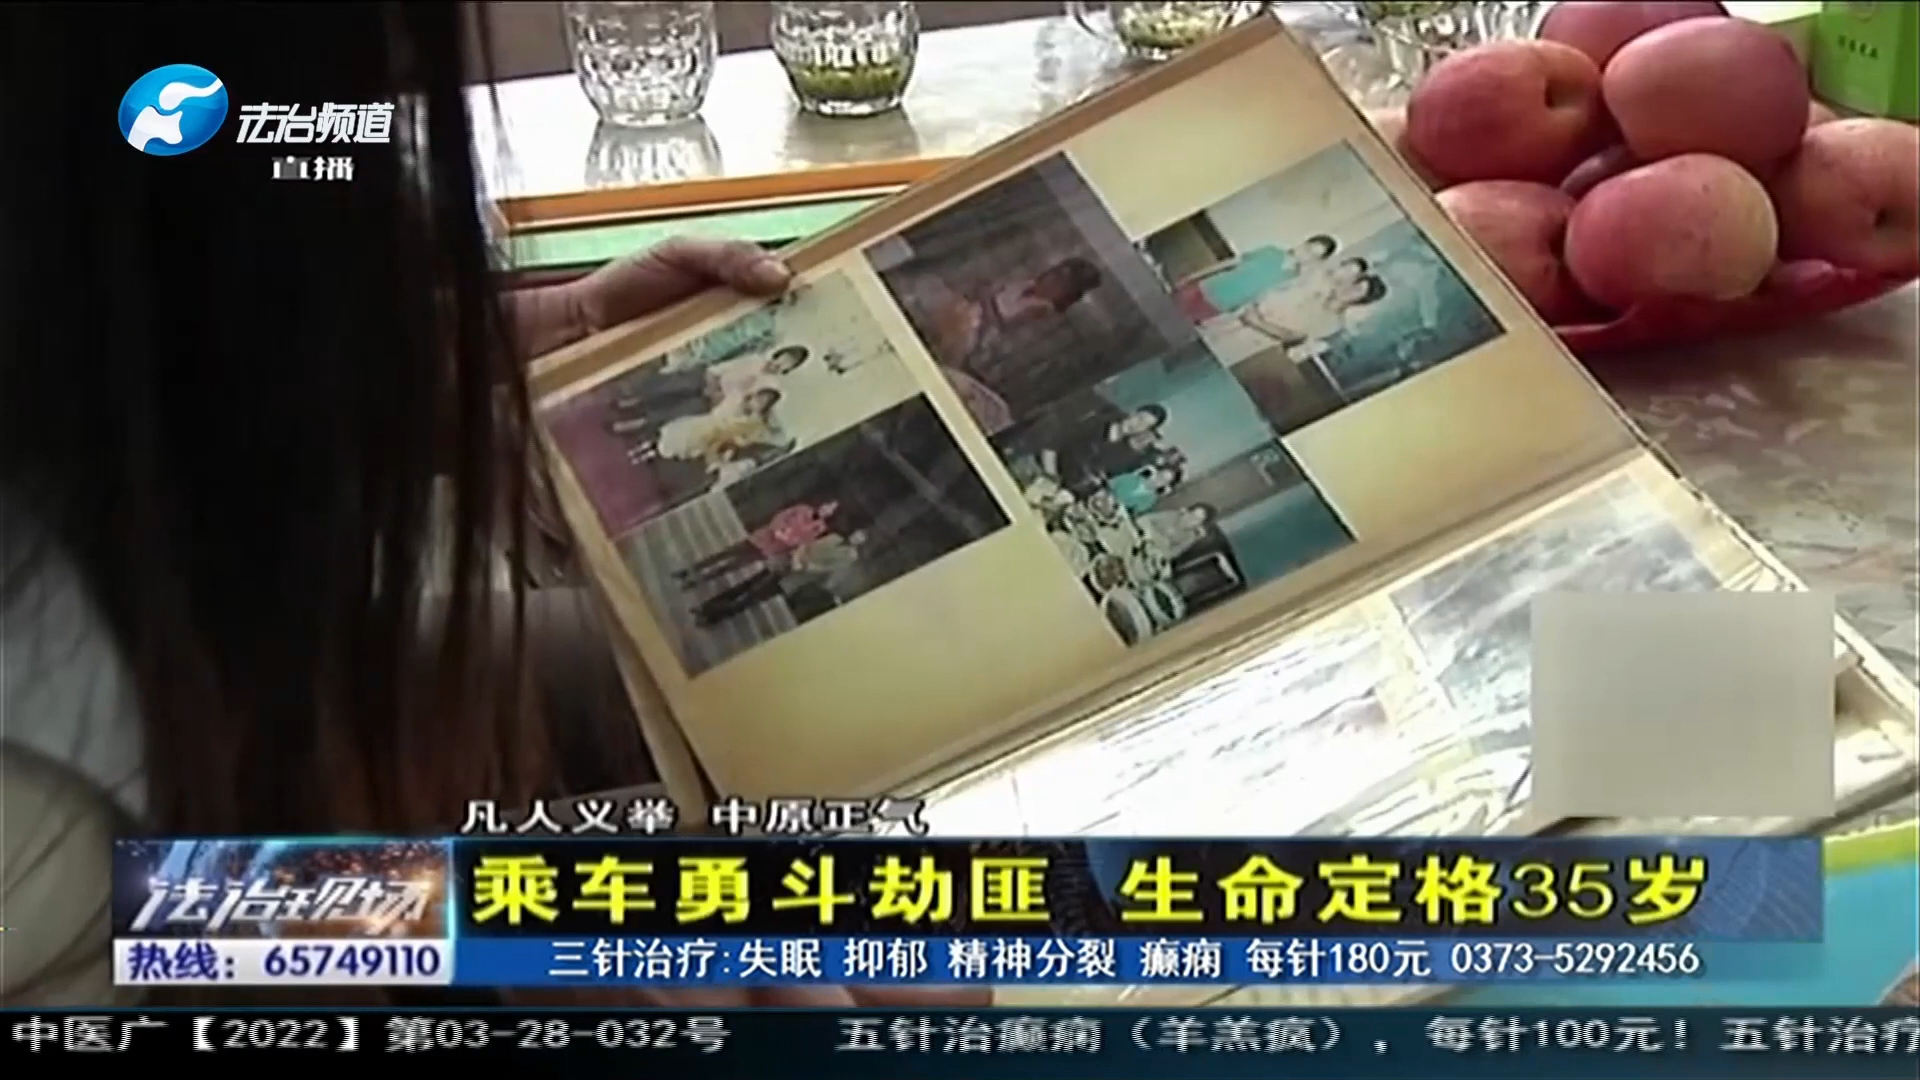 法治频道
直播
凡人义举 中原正气
法治现场
乘车勇斗劫匪 生命定格35岁
热线：65749110
三针治疗:失眠 抑郁 精神分裂 癫痫 每针180元 0373-5292456
中医广【2022】第03-28-032号 五针治癫痫（羊羔疯），每针100元！五针治疗